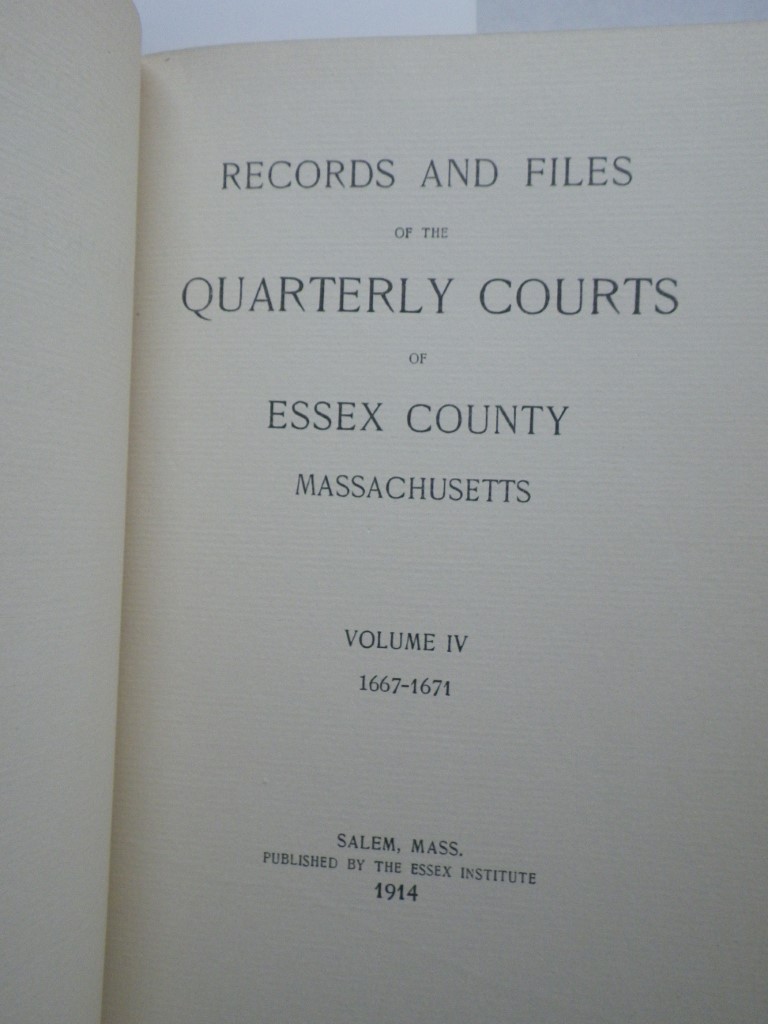 RECORDS AND FILES
OF THE
QUARTERLY COURTS
OF
ESSEX COUNTY
MASSACHUSETTS
VOLUME IV
1667-1671
SALEM, MASS.
PUBLISHED BY THE ESSEX INSTITUTE
1914